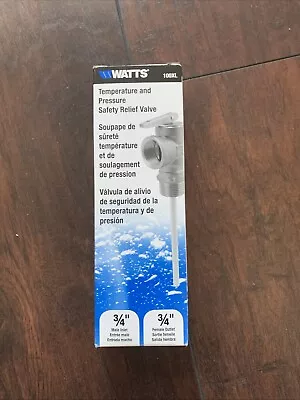 WATTS® 100XL
Temperature and
Pressure
Safety Relief Valve
Soupape de
sûreté
température
et de
soulagement
de pression
Válvula de alivio
de seguridad de la
temperatura y de
presión
3/4"
Male Inlet
Entrée male
Entrada macho
3/4"
Female Outlet
Sortie femelle
Salida hembra